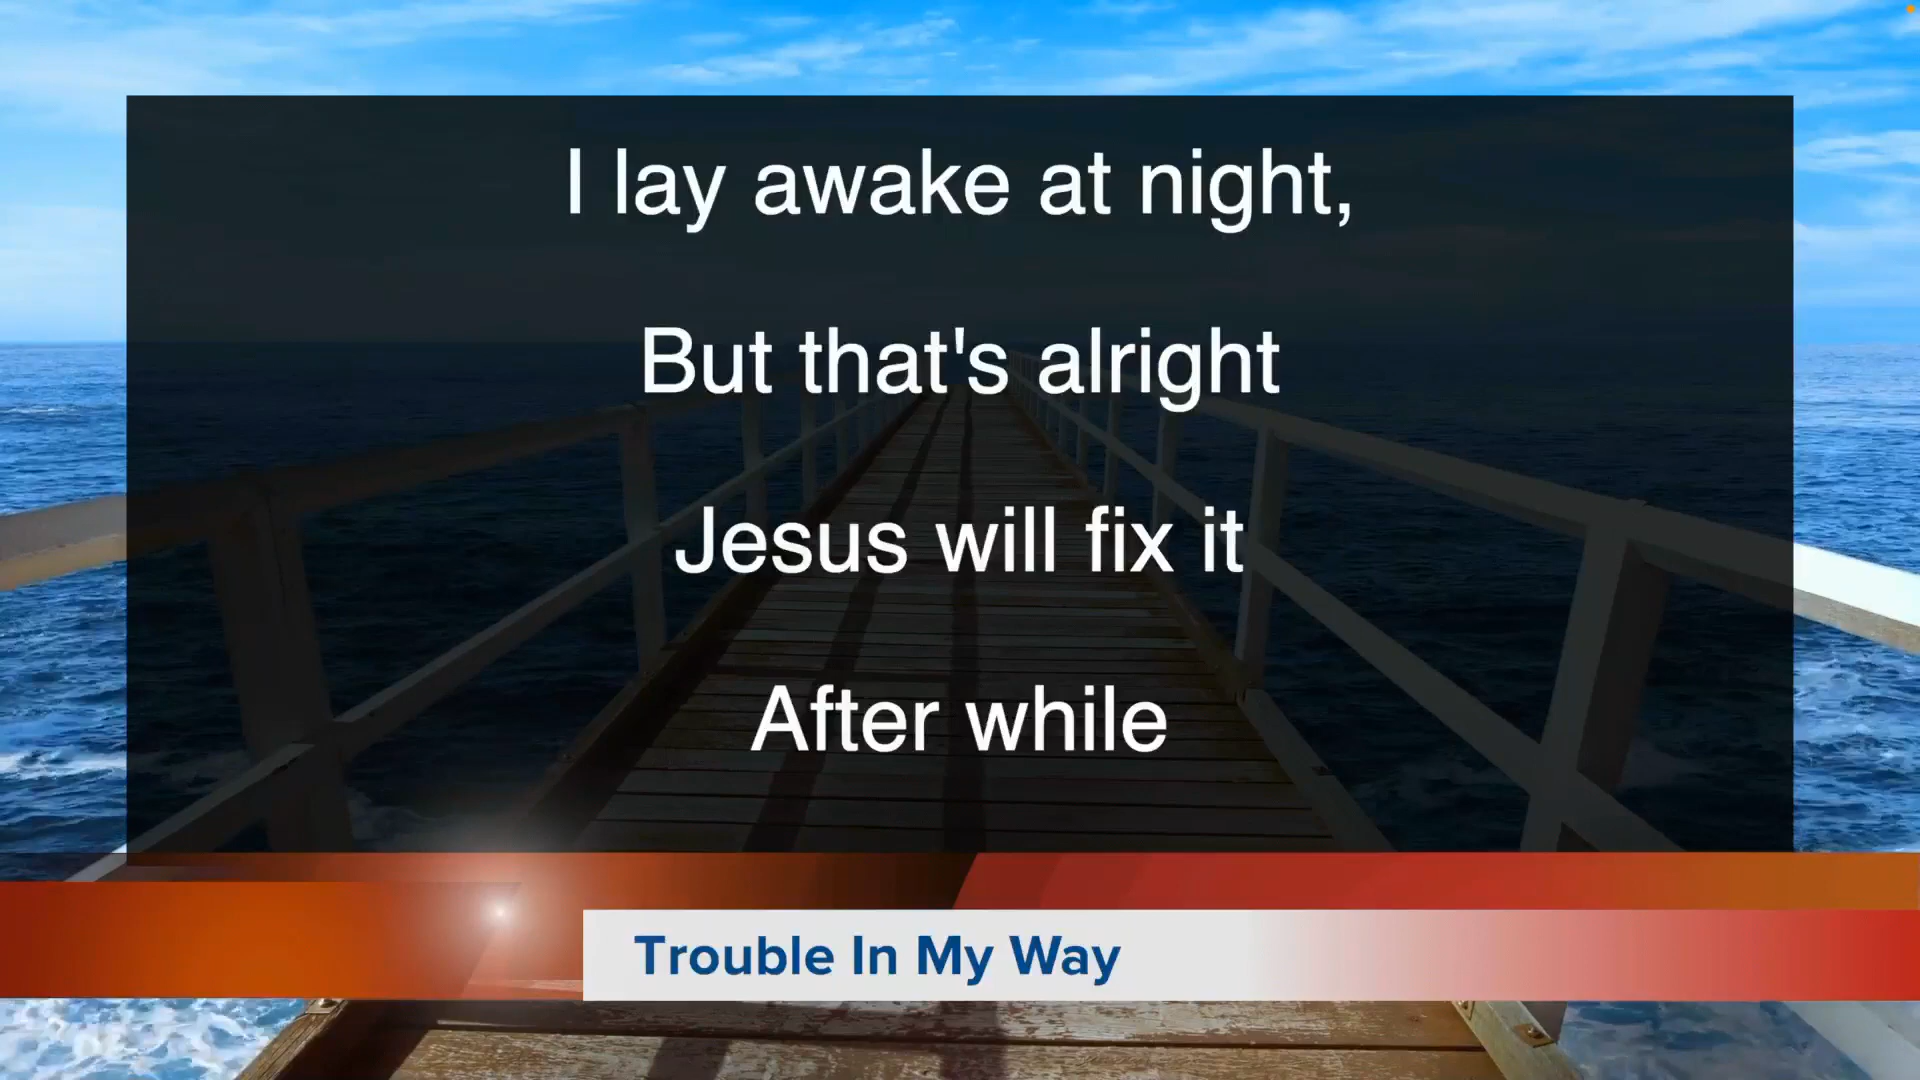 I lay awake at night,
But that's alright
Jesus will fix it
After while
Trouble In My Way